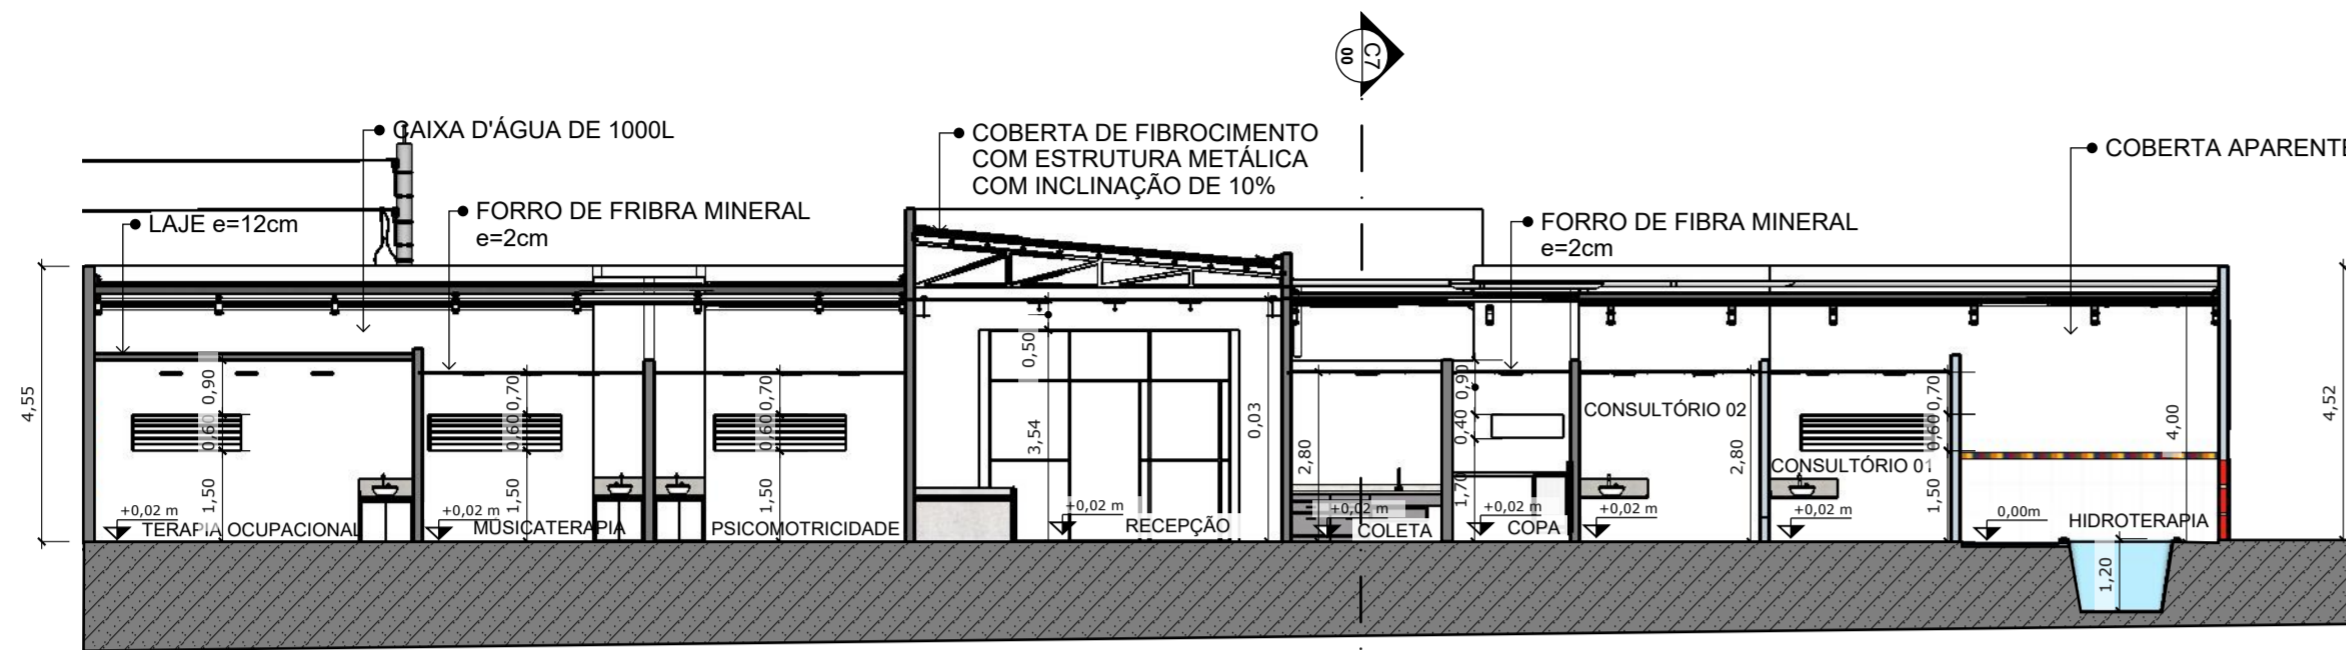 C7
00
CAIXA D'ÁGUA DE 1000L
COBERTA DE FIBROCIMENTO
COM ESTRUTURA METÁLICA
COM INCLINAÇÃO DE 10%
COBERTA APARENTE
LAJE e=12cm
FORRO DE FRIBRA MINERAL
e=2cm
FORRO DE FIBRA MINERAL
e=2cm
4,55
0,90
0,60
1,50
0,70
0,60
1,50
0,70
0,60
1,50
0,50
3,54
0,03
2,80
0,90
0,40
1,70
2,80
0,70
0,60
1,50
4,00
4,52
CONSULTÓRIO 02
CONSULTÓRIO 01
+0,02 m
TERAPIA OCUPACIONAL
+0,02 m
MUSICATERAPIA
PSICOMOTRICIDADE
+0,02 m
RECEPÇÃO
+0,02 m
COLETA
+0,02 m
COPA
+0,02 m
+0,02 m
0,00m
HIDROTERAPIA
1,20